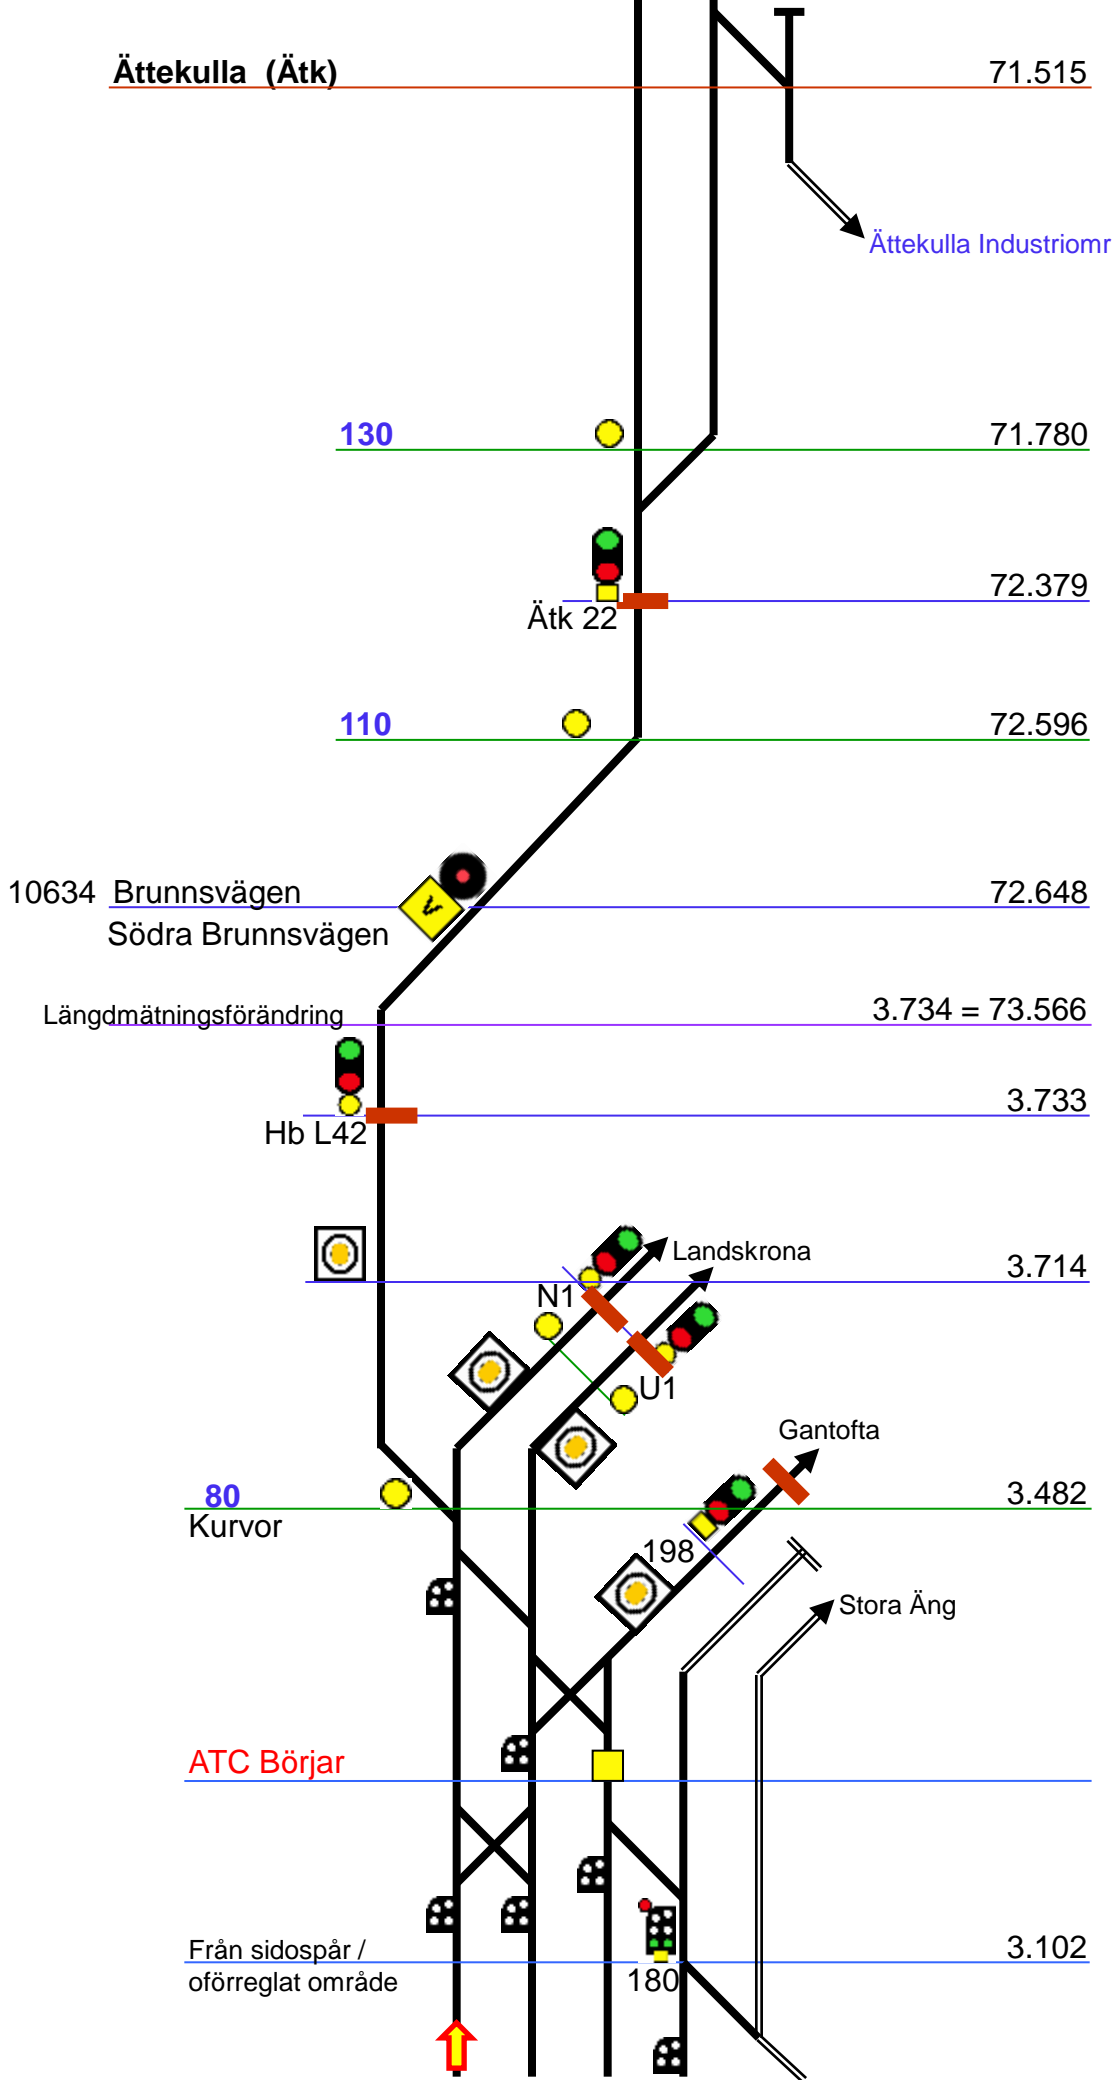 Ättekulla (Ätk) 71.515
Ättekulla Industriomr
130 71.780
72.379
Ätk 22
110 72.596
10634 Brunnsvägen 72.648
Södra Brunnsvägen
Längdmätningsförändring 3.734 = 73.566
3.733
Hb L42
Landskrona
3.714
N1
U1
Gantofta
80 3.482
Kurvor
198
Stora Äng
ATC Börjar
Från sidospår / 3.102
oförreglat område
180